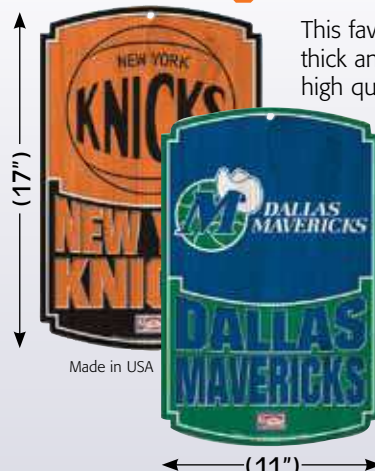 This fav
thick an
high qu
(17")
NEW YORK
KNICKS
NEW Y
KNIC
DALLAS
MAVERICKS
DALLAS
MAVERICKS
Made in USA
(11")